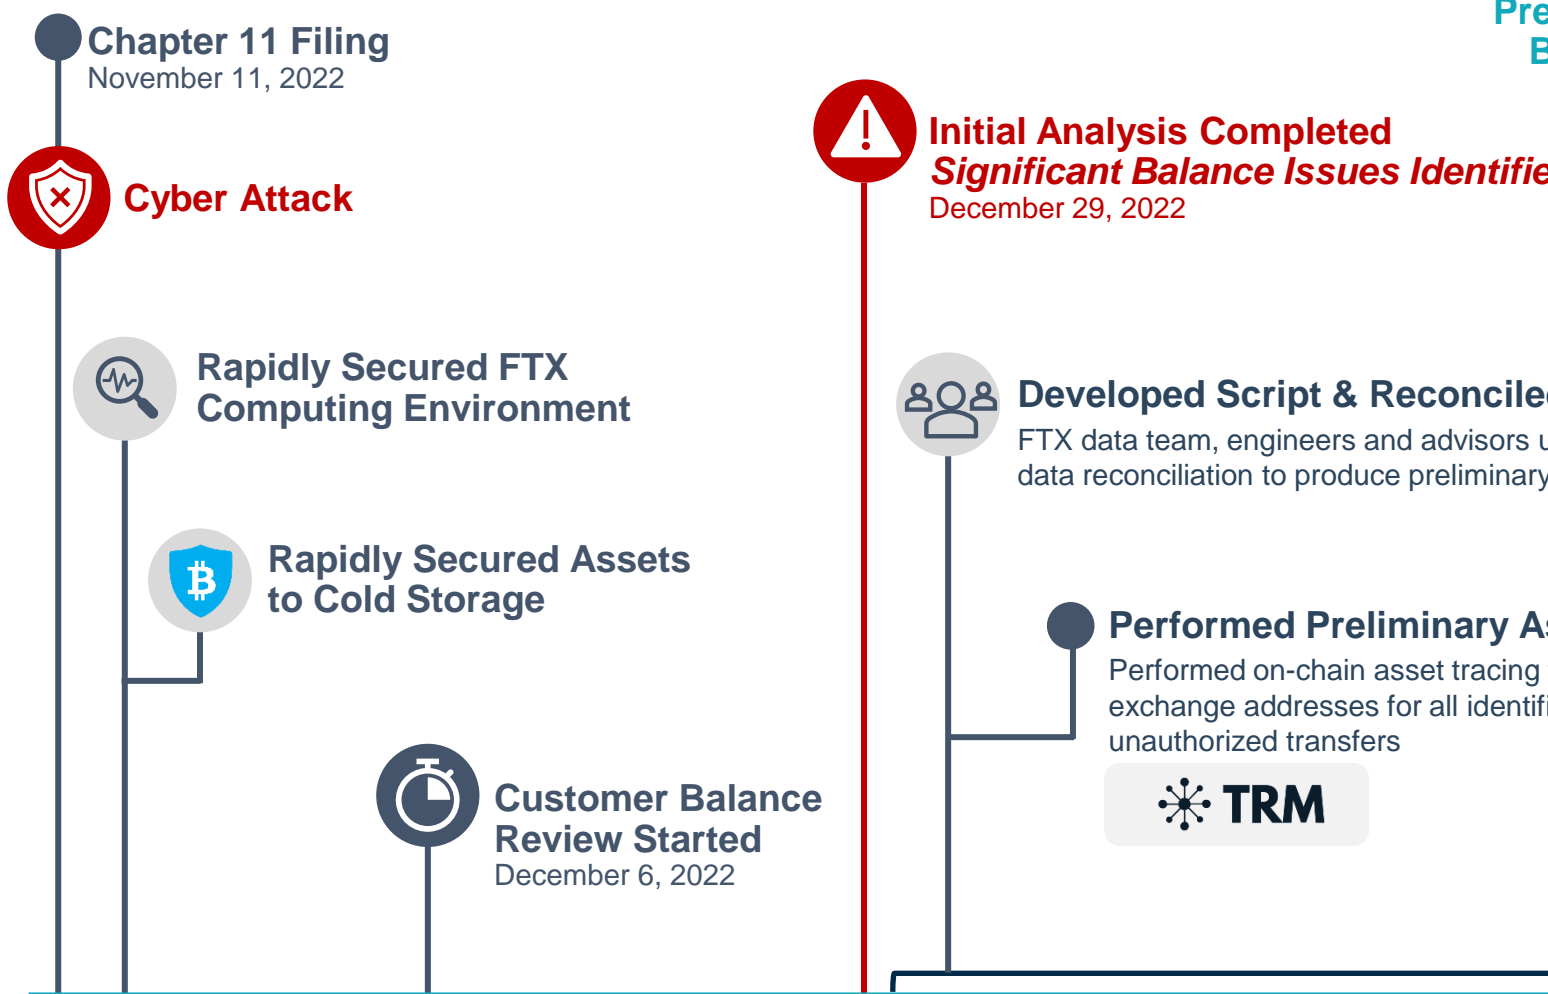 Chapter 11 Filing
November 11, 2022
Cyber Attack
Rapidly Secured FTX
Computing Environment
Rapidly Secured Assets
to Cold Storage
Customer Balance
Review Started
December 6, 2022
Initial Analysis Completed
Significant Balance Issues
December 29, 2022
Developed Script &
FTX data team, engineers and advisors
data reconciliation to produce preliminary
Performed Preliminary
Performed on-chain asset tracing
exchange addresses for all
unauthorized transfers
TRM